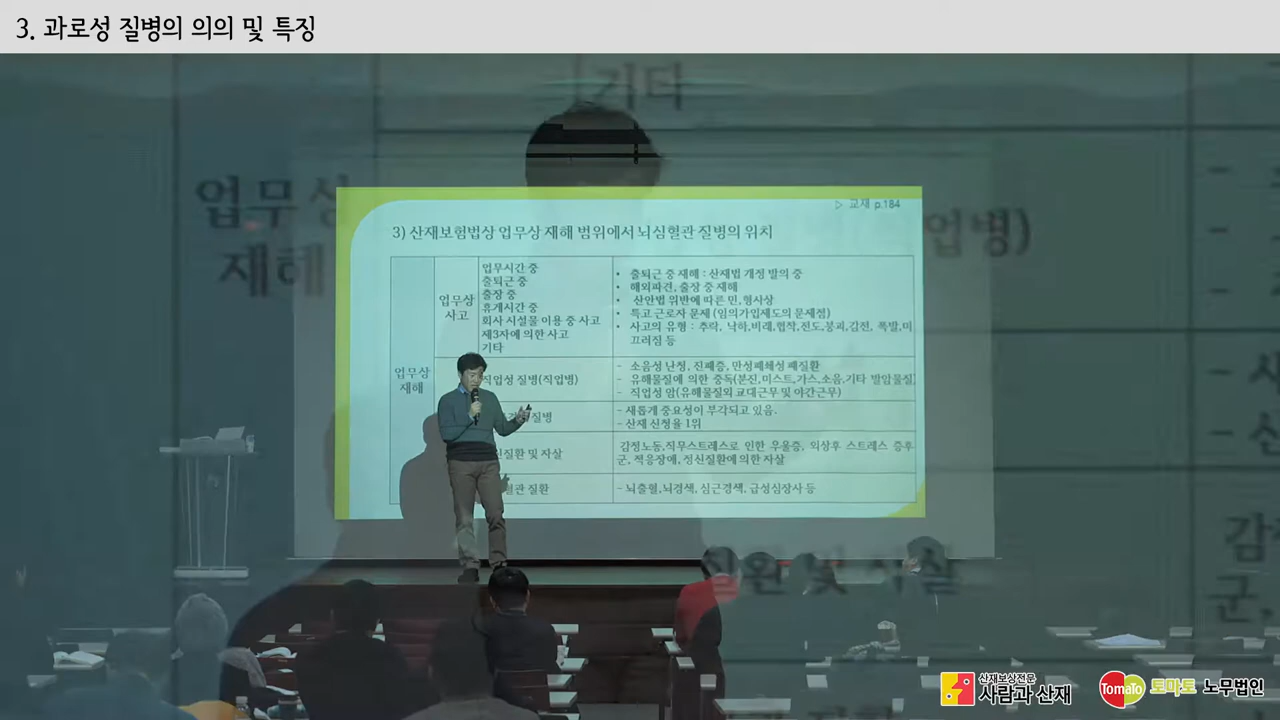 3. 과로성 질병의 의의 및 특징
기타
▷ 교재 p.184
3) 산재보험법상 업무상 재해 범위에서 뇌심혈관 질병의 위치
업무상
재해
업무상
사고
업무시간 중
출퇴근 중
출장 중
휴게시간 중
회사 시설물 이용 중 사고
제3자에 의한 사고
기타
• 출퇴근 중 재해 : 산재법 개정 발의 중
• 해외파견, 출장 중 재해
• 산안법 위반에 따른 민,형사상
• 특고 근로자 문제 (임의가입제도의 문제점)
• 사고의 유형 : 추락, 낙하,비래,협착,전도,붕괴,감전, 폭발,미
끄러짐 등
직업성 질병(직업병)
- 소음성 난청, 진폐증, 만성폐쇄성 폐질환
- 유해물질에 의한 중독(분진,미스트,가스,소음,기타 발암물질)
- 직업성 암(유해물질외 교대근무 및 야간근무)
질병
- 새롭게 중요성이 부각되고 있음.
- 산재 신청율 1위
질환 및 자살
감정노동,직무스트레스로 인한 우울증, 외상후 스트레스 증후
군, 적응장애, 정신질환에 의한 자살
혈관 질환
- 뇌출혈,뇌경색, 심근경색, 급성심장사 등
업무상
재해
업병)
질환 및 자살
군,
산재보상전문
사람과 산재
TomaTo 토마토 노무법인